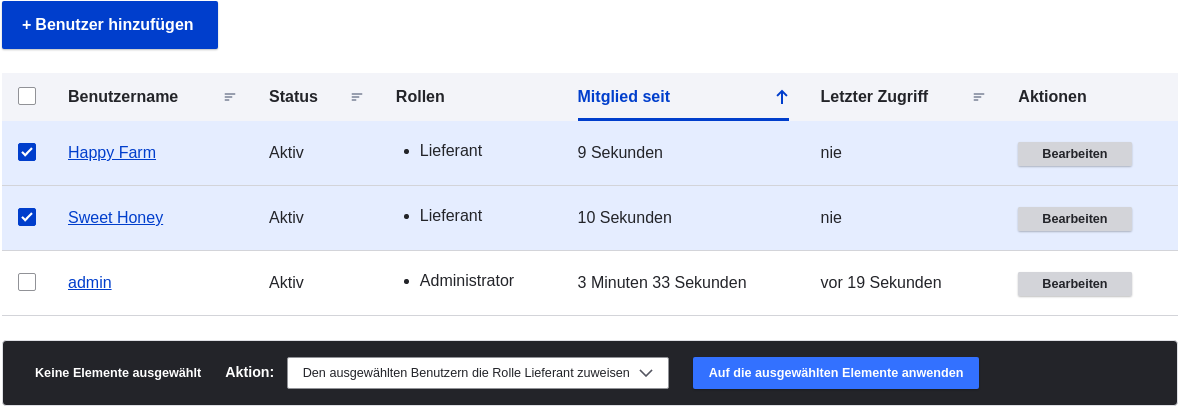 + Benutzer hinzufügen
Benutzername Status Rollen Mitglied seit Letzter Zugriff Aktionen
Happy Farm Aktiv • Lieferant 9 Sekunden nie Bearbeiten
Sweet Honey Aktiv • Lieferant 10 Sekunden nie Bearbeiten
admin Aktiv • Administrator 3 Minuten 33 Sekunden vor 19 Sekunden Bearbeiten
Keine Elemente ausgewählt Aktion: Den ausgewählten Benutzern die Rolle Lieferant zuweisen Auf die ausgewählten Elemente anwenden